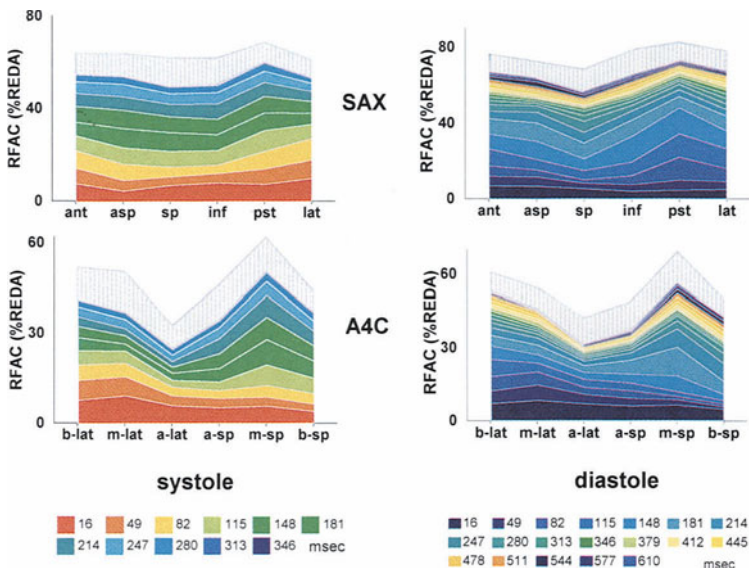 80
40
0
RFAC (%REDA)
ant asp sp inf pst lat
SAX
80
40
0
RFAC (%REDA)
ant asp sp inf pst lat
60
30
0
RFAC (%REDA)
b-lat m-lat a-lat a-sp m-sp b-sp
A4C
60
30
0
RFAC (%REDA)
b-lat m-lat a-lat a-sp m-sp b-sp
systole
16 49 82 115 148 181
214 247 280 313 346 msec
diastole
16 49 82 115 148 181 214
247 280 313 346 379 412 445
478 511 544 577 610 msec